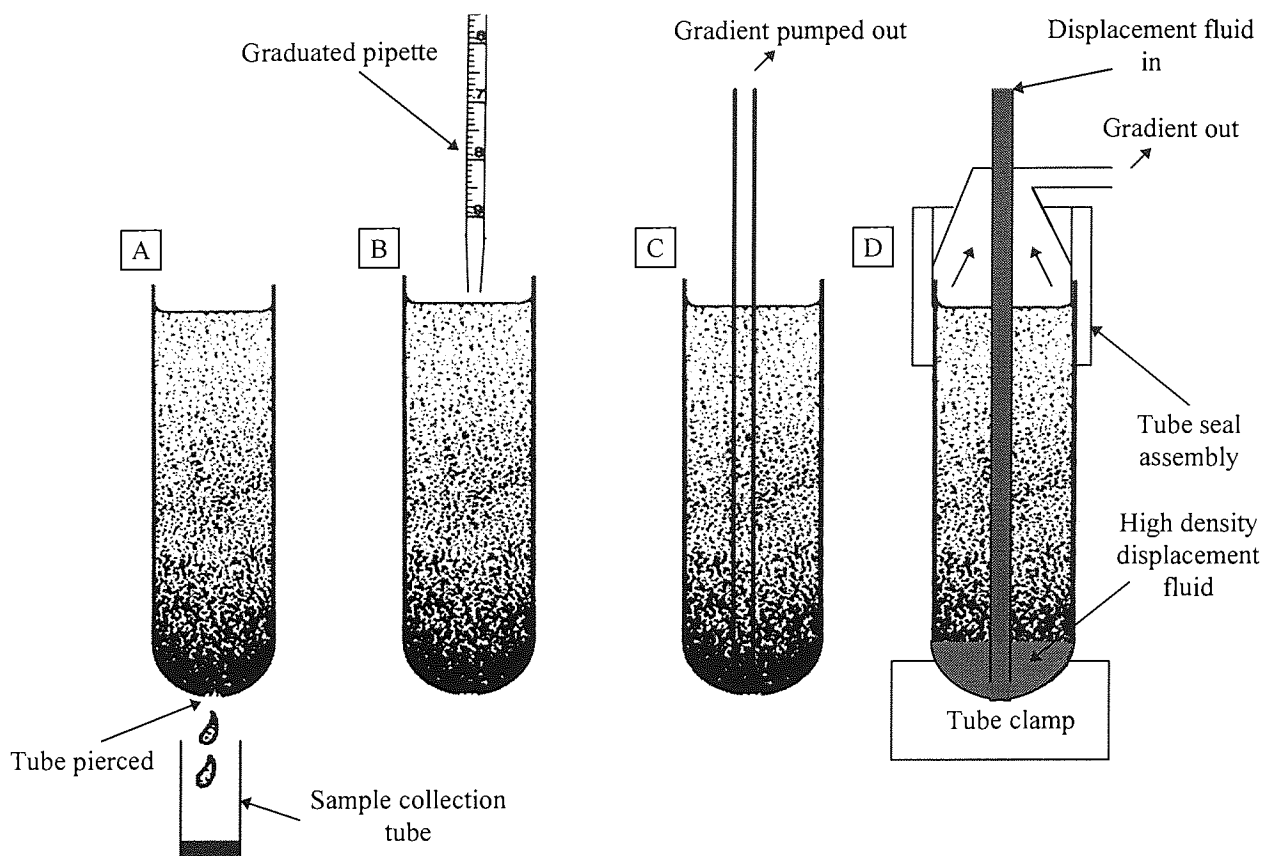 Graduated pipette
6
.7
8
9
Gradient pumped out
Displacement fluid
in
Gradient out
A
B
C
D
Tube seal
assembly
High density
displacement
fluid
Tube clamp
Tube pierced
Sample collection
tube